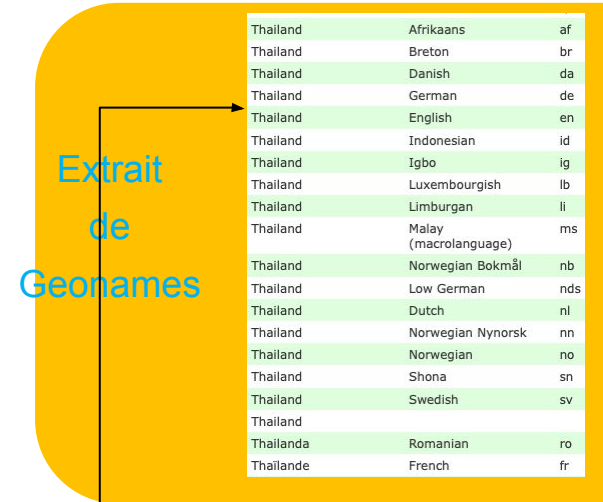 Extrait
de
Geonames
Thailand Afrikaans af
Thailand Breton br
Thailand Danish da
Thailand German de
Thailand English en
Thailand Indonesian id
Thailand Igbo ig
Thailand Luxembourgish lb
Thailand Limburgan li
Thailand Malay ms
(macrolanguage)
Thailand Norwegian Bokmål nb
Thailand Low German nds
Thailand Dutch nl
Thailand Norwegian Nynorsk nn
Thailand Norwegian no
Thailand Shona sn
Thailand Swedish sv
Thailand
Thailanda Romanian ro
Thaïlande French fr